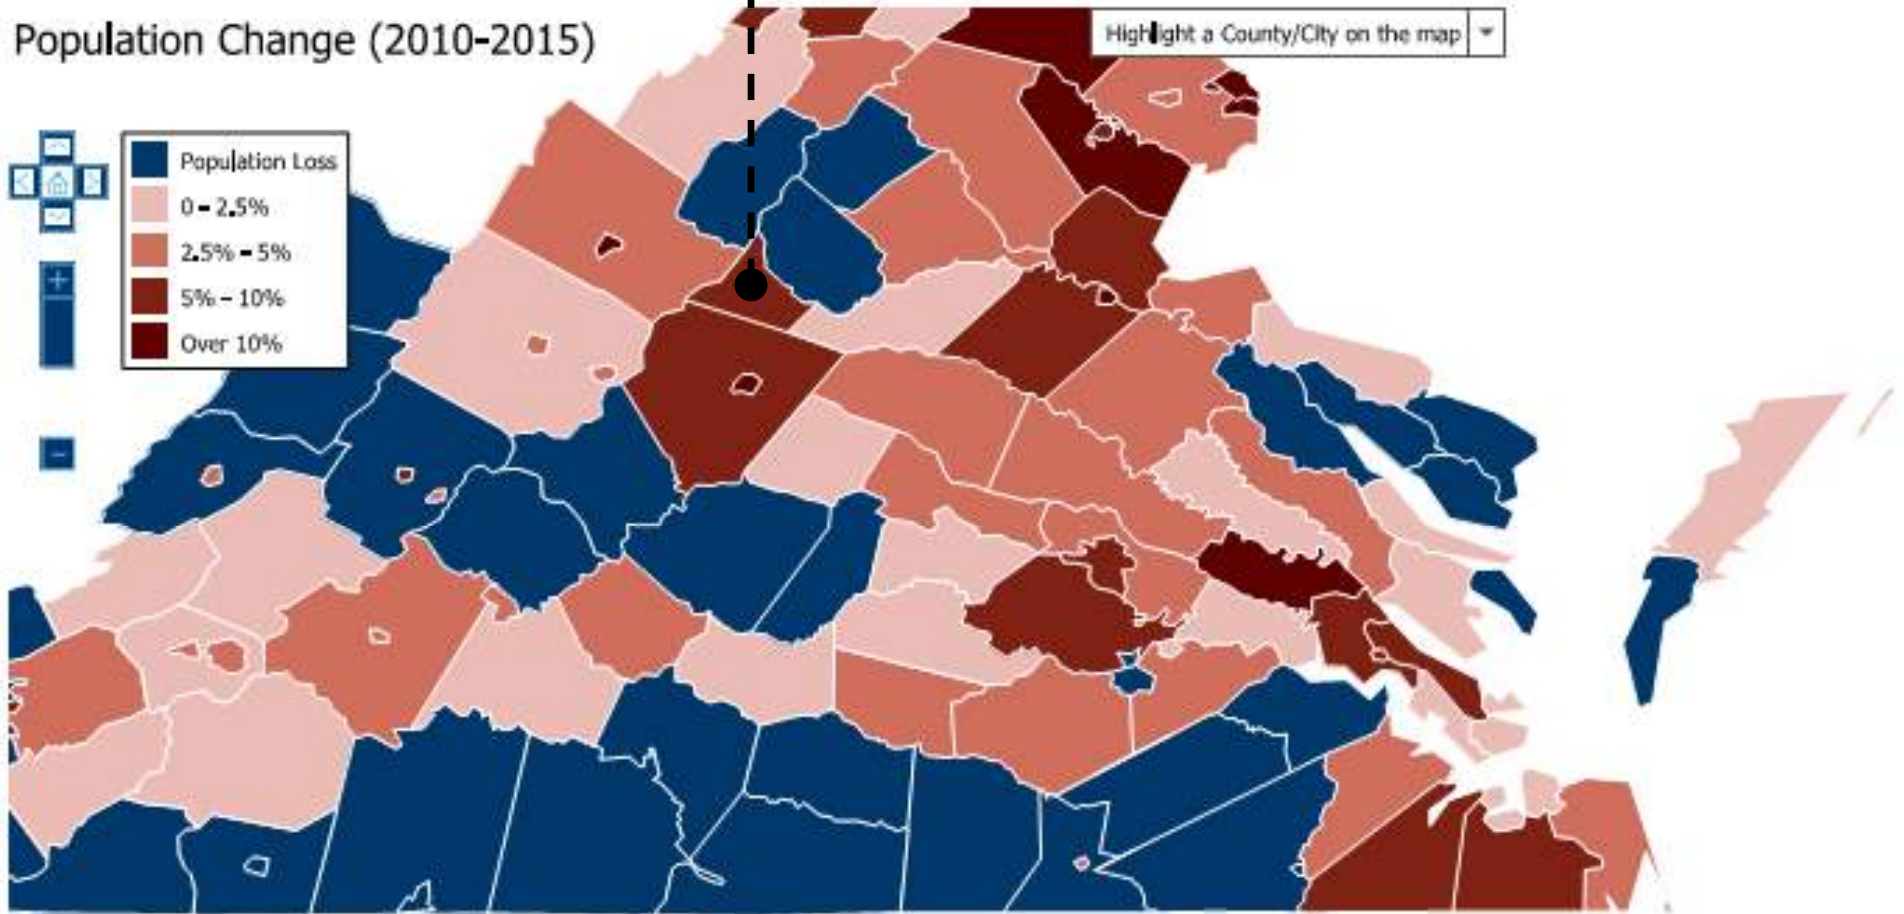 Population Change (2010-2015)
Highlight a County/City on the map
Population Loss
0 - 2.5%
2.5% - 5%
5% - 10%
Over 10%